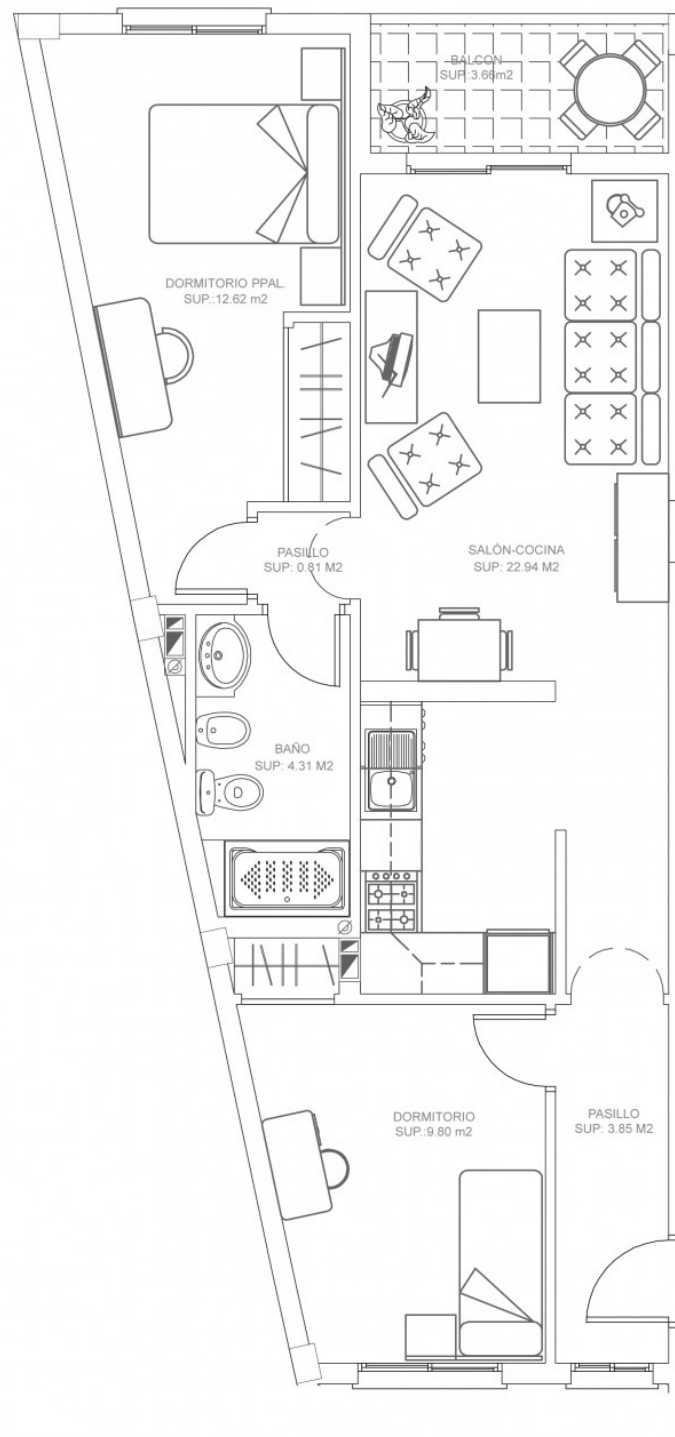 BALCON
SUP:3.66m2
DORMITORIO PPAL.
SUP.:12.62 m2
PASILLO
SUP: 0.81 M2
SALÓN-COCINA
SUP: 22.94 M2
BAÑO
SUP: 4.31 M2
DORMITORIO
SUP.:9.80 m2
PASILLO
SUP: 3.85 M2